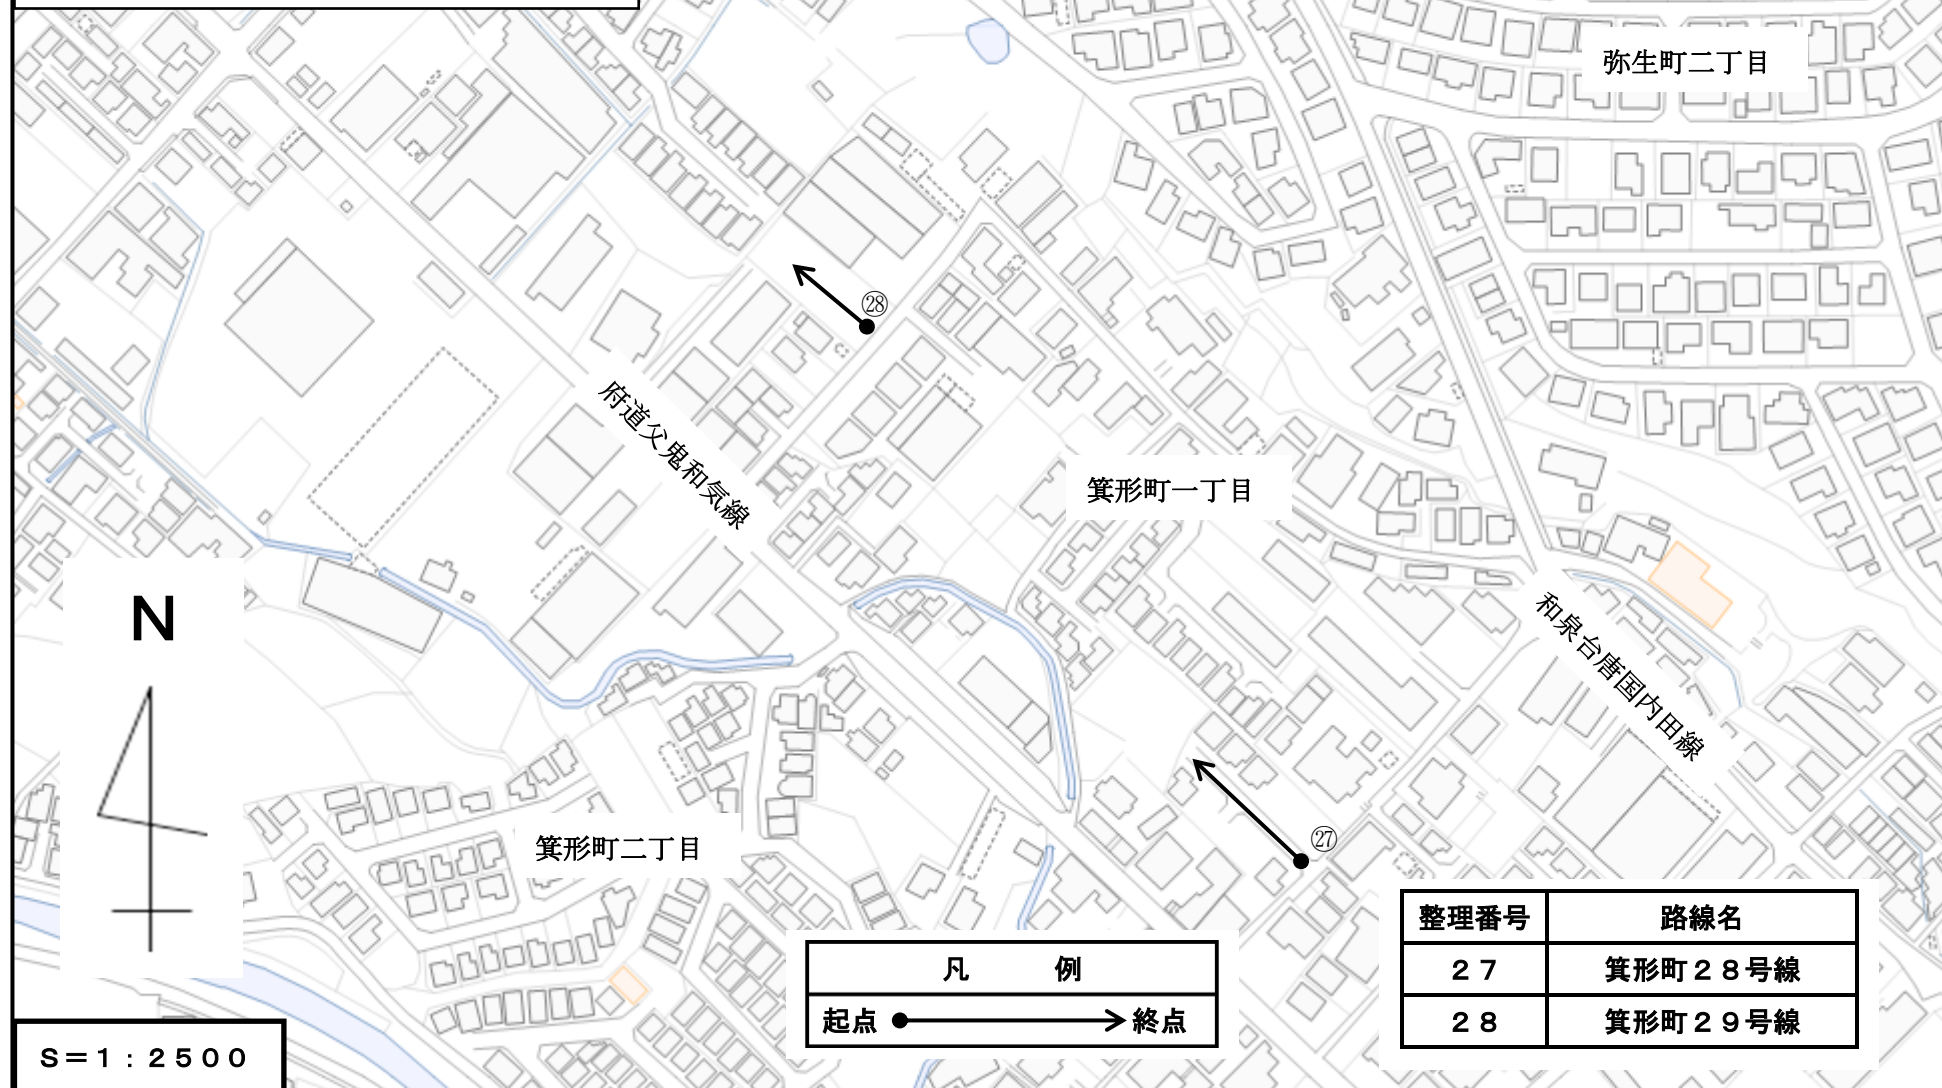 弥生町二丁目
㉘
府道父鬼和気線
箕形町一丁目
N
和泉台唐国内田線
㉗
箕形町二丁目
整理番号 路線名
２７ 箕形町２８号線
２８ 箕形町２９号線
凡 例
起点 終点
Ｓ＝１：２５００